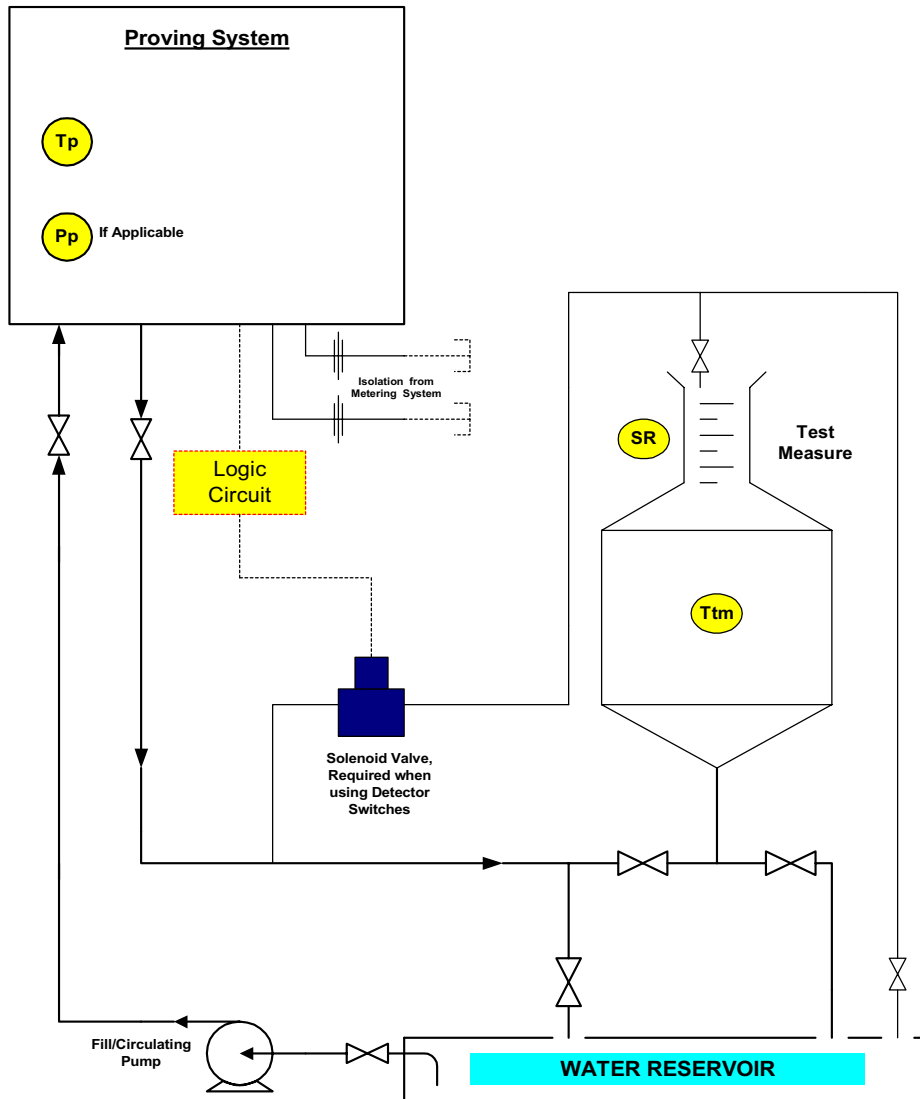 Proving System
Tp
Pp
If Applicable
Isolation from
Metering System
Logic
Circuit
SR
Test
Measure
Ttm
Solenoid Valve,
Required when
using Detector
Switches
Fill/Circulating
Pump
WATER RESERVOIR